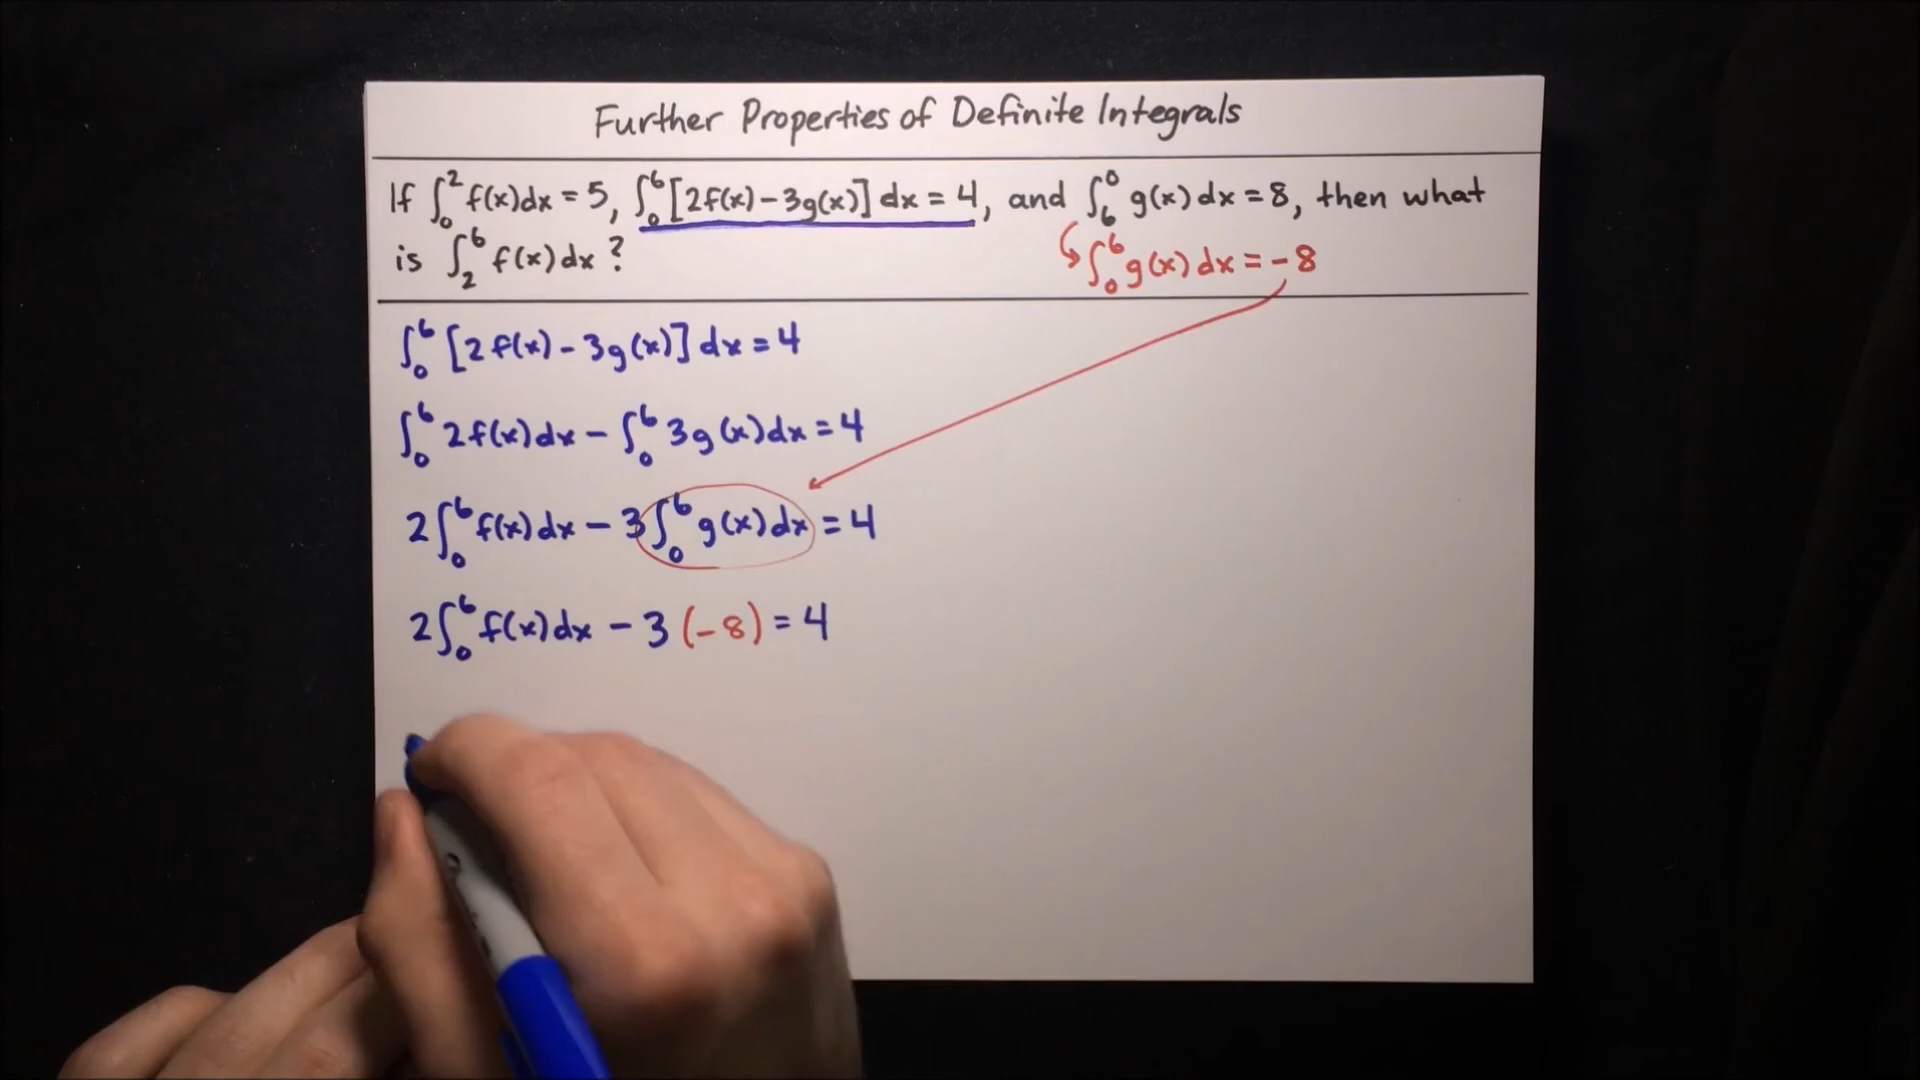 Further Properties of Definite Integrals
If ∫₀² f(x)dx = 5, ∫₀⁶ [2f(x) − 3g(x)] dx = 4, and ∫₆⁰ g(x) dx = 8, then what
is ∫₂⁶ f(x) dx ?
∫₀⁶ g(x) dx = −8
∫₀⁶ [2f(x) − 3g(x)] dx = 4
∫₀⁶ 2f(x)dx − ∫₀⁶ 3g(x)dx = 4
2∫₀⁶ f(x)dx − 3∫₀⁶ g(x)dx = 4
2∫₀⁶ f(x)dx − 3 (−8) = 4